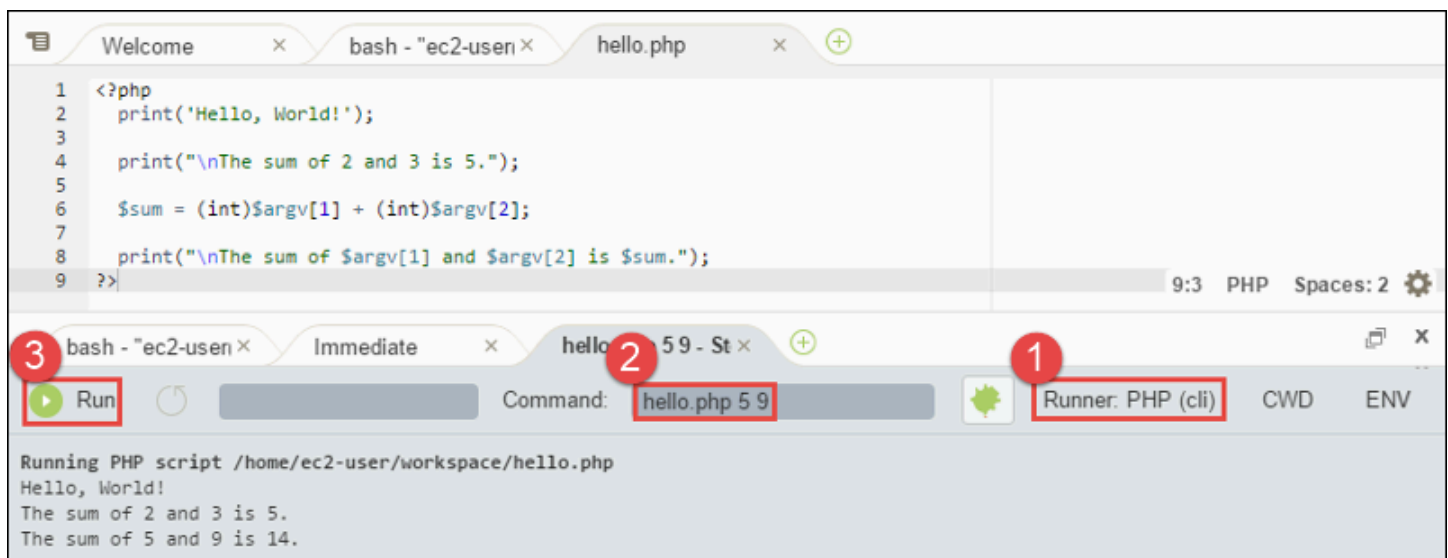 Welcome × bash - "ec2-user × hello.php ×
1 <?php
2   print('Hello, World!');
3
4   print("\nThe sum of 2 and 3 is 5.");
5
6   $sum = (int)$argv[1] + (int)$argv[2];
7
8   print("\nThe sum of $argv[1] and $argv[2] is $sum.");
9 ?>
9:3 PHP Spaces: 2
3 bash - "ec2-user × Immediate × hello 5 9 - St × x
2 1
Run Command: hello.php 5 9 Runner: PHP (cli) CWD ENV
Running PHP script /home/ec2-user/workspace/hello.php
Hello, World!
The sum of 2 and 3 is 5.
The sum of 5 and 9 is 14.